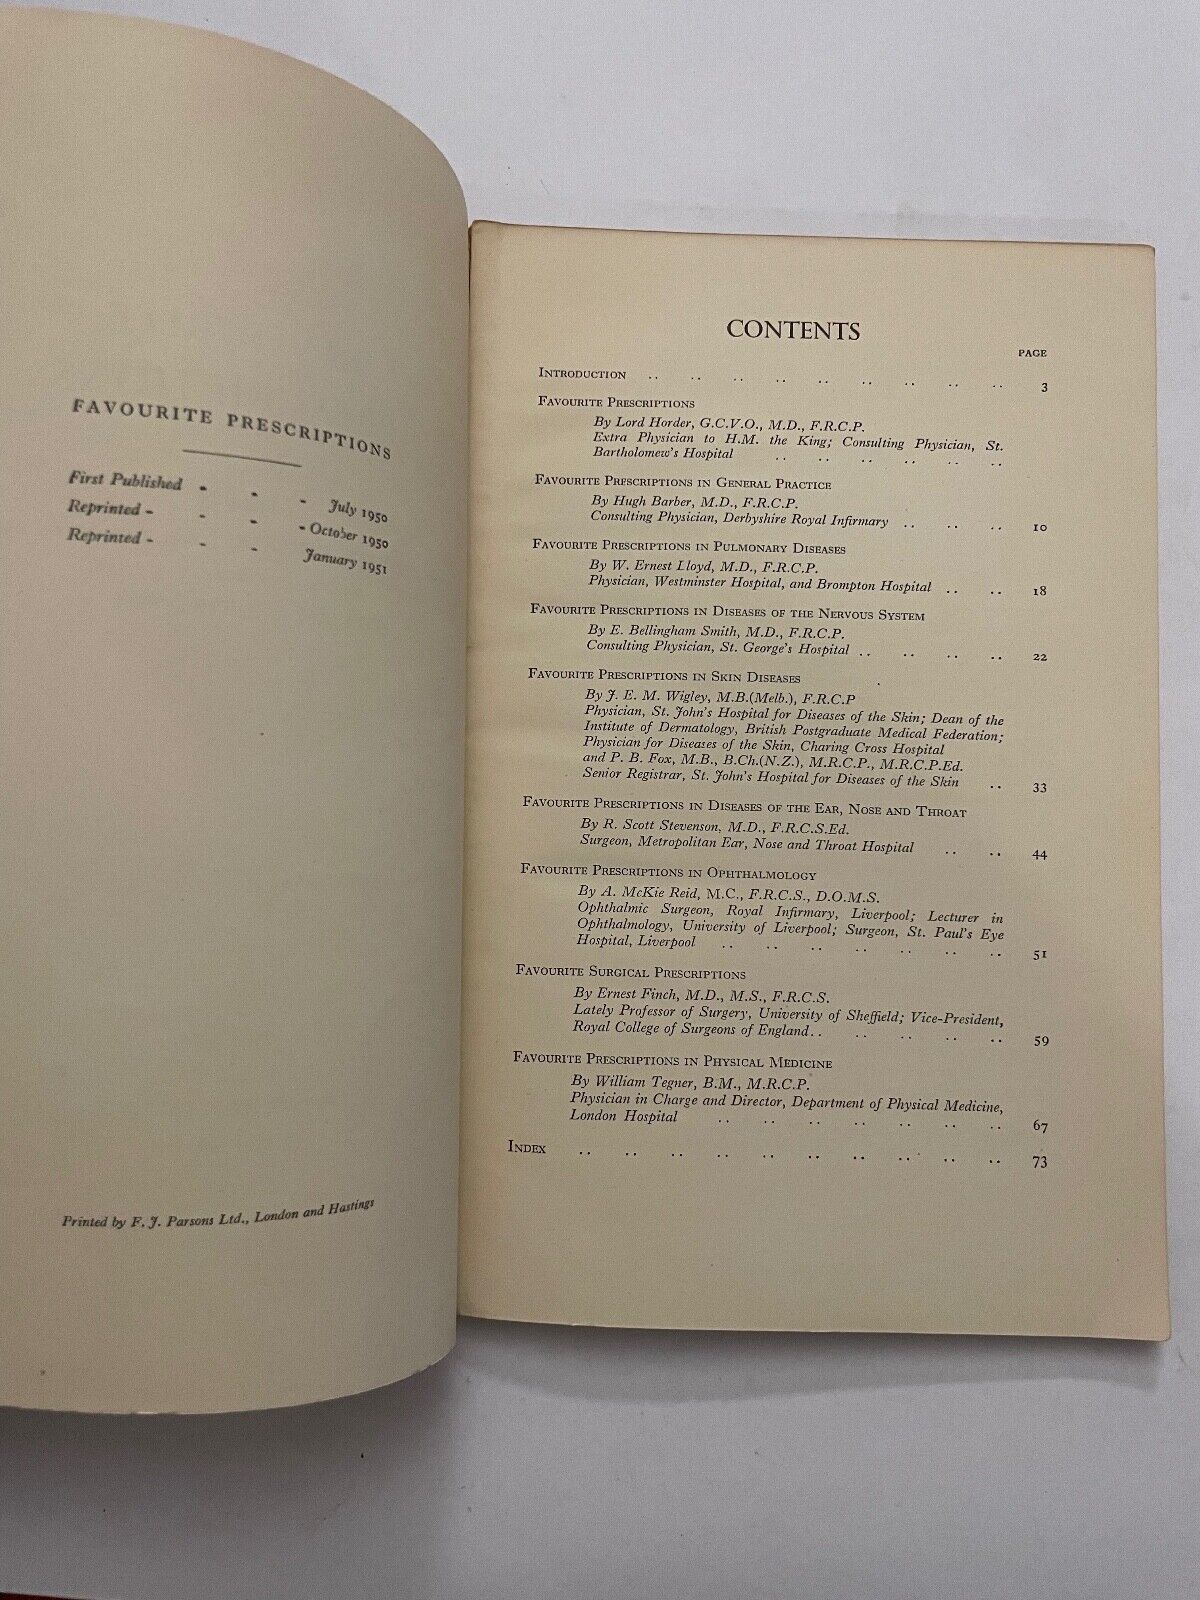 FAVOURITE PRESCRIPTIONS
First Published - - - July 1950
Reprinted - - - - October 1950
Reprinted - - - January 1951
Printed by F. J. Parsons Ltd., London and Hastings
CONTENTS
PAGE
INTRODUCTION .. .. .. .. .. .. .. .. .. 3
FAVOURITE PRESCRIPTIONS
By Lord Horder, G.C.V.O., M.D., F.R.C.P.
Extra Physician to H.M. the King; Consulting Physician, St.
Bartholomew's Hospital .. .. .. .. .. ..
FAVOURITE PRESCRIPTIONS IN GENERAL PRACTICE
By Hugh Barber, M.D., F.R.C.P.
Consulting Physician, Derbyshire Royal Infirmary .. .. .. 10
FAVOURITE PRESCRIPTIONS IN PULMONARY DISEASES
By W. Ernest Lloyd, M.D., F.R.C.P.
Physician, Westminster Hospital, and Brompton Hospital .. .. 18
FAVOURITE PRESCRIPTIONS IN DISEASES OF THE NERVOUS SYSTEM
By E. Bellingham Smith, M.D., F.R.C.P.
Consulting Physician, St. George's Hospital .. .. .. .. 22
FAVOURITE PRESCRIPTIONS IN SKIN DISEASES
By J. E. M. Wigley, M.B.(Melb.), F.R.C.P
Physician, St. John's Hospital for Diseases of the Skin; Dean of the
Institute of Dermatology, British Postgraduate Medical Federation;
Physician for Diseases of the Skin, Charing Cross Hospital
and P. B. Fox, M.B., B.Ch.(N.Z.), M.R.C.P., M.R.C.P.Ed.
Senior Registrar, St. John's Hospital for Diseases of the Skin .. 33
FAVOURITE PRESCRIPTIONS IN DISEASES OF THE EAR, NOSE AND THROAT
By R. Scott Stevenson, M.D., F.R.C.S.Ed.
Surgeon, Metropolitan Ear, Nose and Throat Hospital .. .. 44
FAVOURITE PRESCRIPTIONS IN OPHTHALMOLOGY
By A. McKie Reid, M.C., F.R.C.S., D.O.M.S.
Ophthalmic Surgeon, Royal Infirmary, Liverpool; Lecturer in
Ophthalmology, University of Liverpool; Surgeon, St. Paul's Eye
Hospital, Liverpool .. .. .. .. .. .. .. 51
FAVOURITE SURGICAL PRESCRIPTIONS
By Ernest Finch, M.D., M.S., F.R.C.S.
Lately Professor of Surgery, University of Sheffield; Vice-President,
Royal College of Surgeons of England.. .. .. .. .. 59
FAVOURITE PRESCRIPTIONS IN PHYSICAL MEDICINE
By William Tegner, B.M., M.R.C.P.
Physician in Charge and Director, Department of Physical Medicine,
London Hospital .. .. .. .. .. .. .. 67
INDEX .. .. .. .. .. .. .. .. .. .. 73